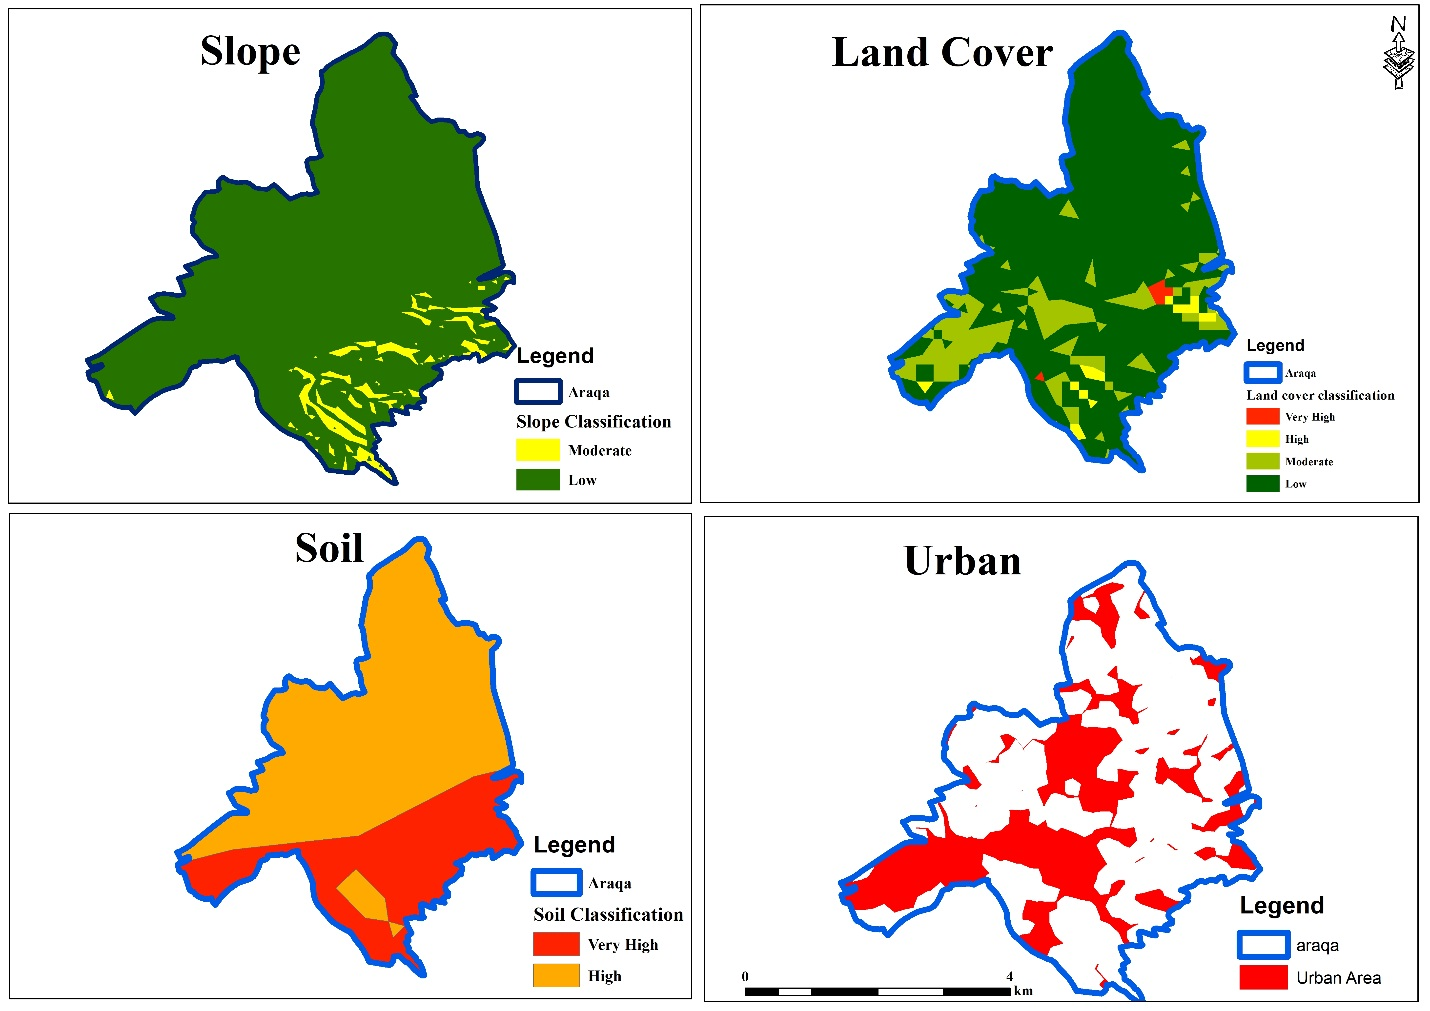 Slope
Legend
Araqa
Slope Classification
Moderate
Low
Land Cover
N
Legend
Araqa
Land cover classification
Very High
High
Moderate
Low
Soil
Legend
Araqa
Soil Classification
Very High
High
Urban
Legend
araqa
Urban Area
0 4
km